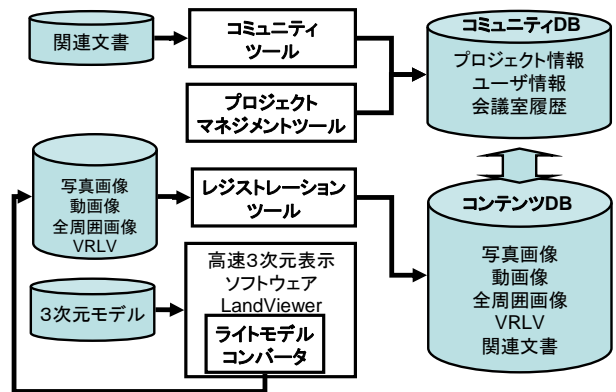 関連文書
コミュニティ
ツール
プロジェクト
マネジメントツール
コミュニティDB
プロジェクト情報
ユーザ情報
会議室履歴
写真画像
動画像
全周囲画像
VRLV
レジストレーション
ツール
3次元モデル
高速3次元表示
ソフトウェア
LandViewer
ライトモデル
コンバータ
コンテンツDB
写真画像
動画像
全周囲画像
VRLV
関連文書